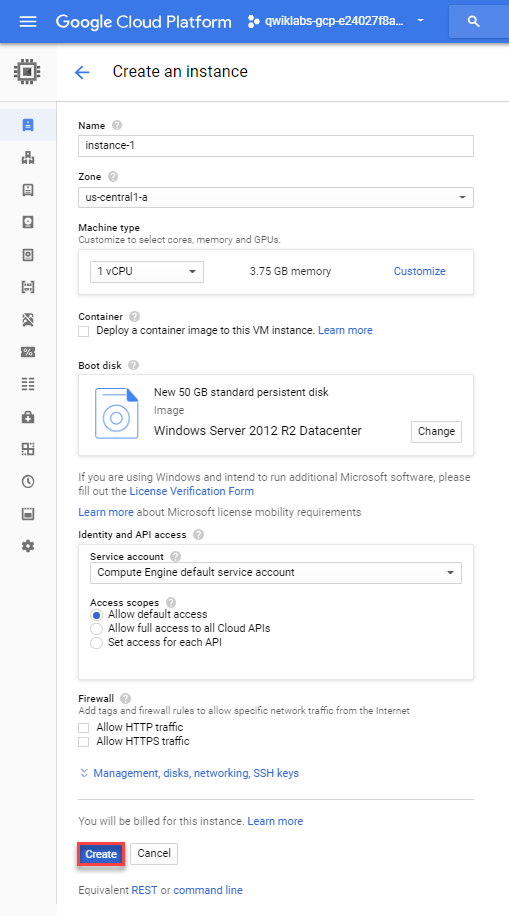 Google Cloud Platform
qwiklabs-gcp-e24027f8a...
Create an instance
Name ?
instance-1
Zone ?
us-central1-a
Machine type
Customize to select cores, memory and GPUs.
1 vCPU 3.75 GB memory Customize
Container ?
Deploy a container image to this VM instance. Learn more
Boot disk ?
New 50 GB standard persistent disk
Image
Windows Server 2012 R2 Datacenter
Change
If you are using Windows and intend to run additional Microsoft software, please
fill out the License Verification Form
Learn more about Microsoft license mobility requirements
Identity and API access ?
Service account ?
Compute Engine default service account
Access scopes ?
Allow default access
Allow full access to all Cloud APIs
Set access for each API
Firewall ?
Add tags and firewall rules to allow specific network traffic from the Internet
Allow HTTP traffic
Allow HTTPS traffic
Management, disks, networking, SSH keys
You will be billed for this instance. Learn more
Create Cancel
Equivalent REST or command line